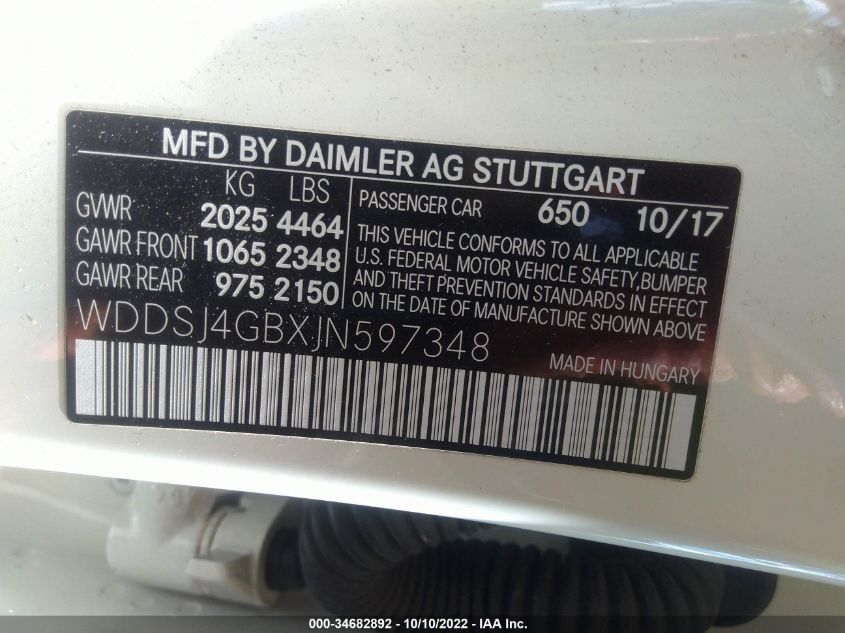 MFD BY DAIMLER AG STUTTGART
KG LBS
GVWR 2025 4464
GAWR FRONT 1065 2348
GAWR REAR 975 2150
PASSENGER CAR 650 10/17
THIS VEHICLE CONFORMS TO ALL APPLICABLE
U.S. FEDERAL MOTOR VEHICLE SAFETY, BUMPER
AND THEFT PREVENTION STANDARDS IN EFFECT
ON THE DATE OF MANUFACTURE SHOWN ABOVE
WDDSJ4GBXJN597348
MADE IN HUNGARY
000-34682892 - 10/10/2022 - IAA Inc.